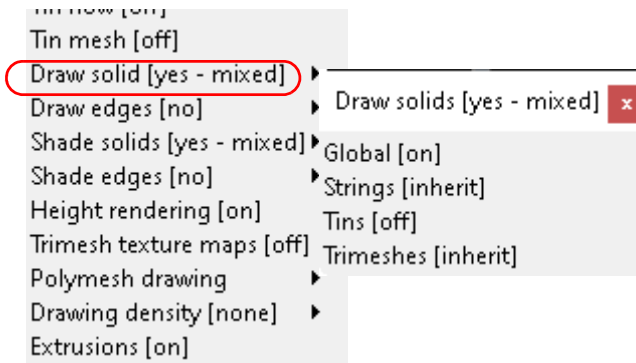 Tin mesh [off]
Draw solid [yes - mixed]
Draw edges [no]
Shade solids [yes - mixed]
Shade edges [no]
Height rendering [on]
Trimesh texture maps [off]
Polymesh drawing
Drawing density [none]
Extrusions [on]
Draw solids [yes - mixed] x
Global [on]
Strings [inherit]
Tins [off]
Trimeshes [inherit]